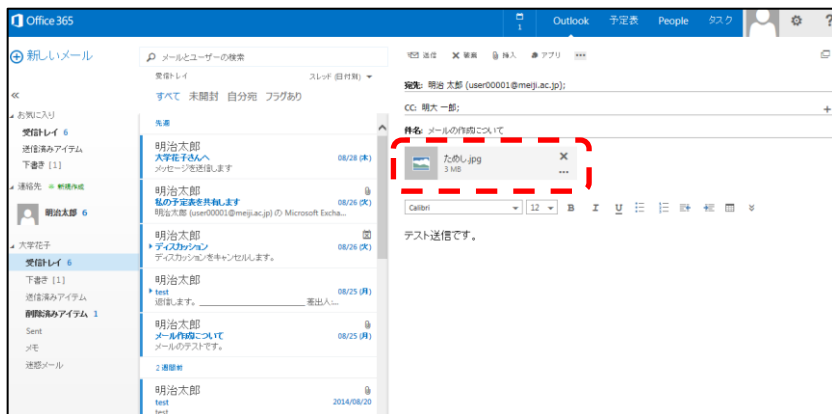 Office 365
1
Outlook 予定表 People タスク
?
新しいメール
メールとユーザーの検索
受信トレイ スレッド (日付順)
すべて 未開封 自分宛 フラグあり
お気に入り
受信トレイ 6
送信済みアイテム
下書き [1]
連絡先 新規作成
明治太郎 6
大学花子
受信トレイ 6
下書き [1]
送信済みアイテム
削除済みアイテム 1
Sent
メモ
迷惑メール
先週
明治太郎
大学花子さんへ 08/28 (木)
メッセージを送信します
明治太郎
私の予定表を共有します 08/26 (火)
明治太郎 (user00001@meiji.ac.jp) の Microsoft Excha...
明治太郎
ディスカッション 08/26 (火)
ディスカッションをキャンセルします。
明治太郎
test 08/25 (月)
返信します。 差出人:...
明治太郎
メール作成について 08/25 (月)
メールのテストです。
2 週間前
明治太郎
test 2014/08/20
test
送信 破棄 挿入 アプリ ...
宛先: 明治 太郎 (user00001@meiji.ac.jp);
CC: 明大 一郎;
件名: メールの作成について
ためし.jpg
3 MB
Calibri 12 B I U
テスト送信です。